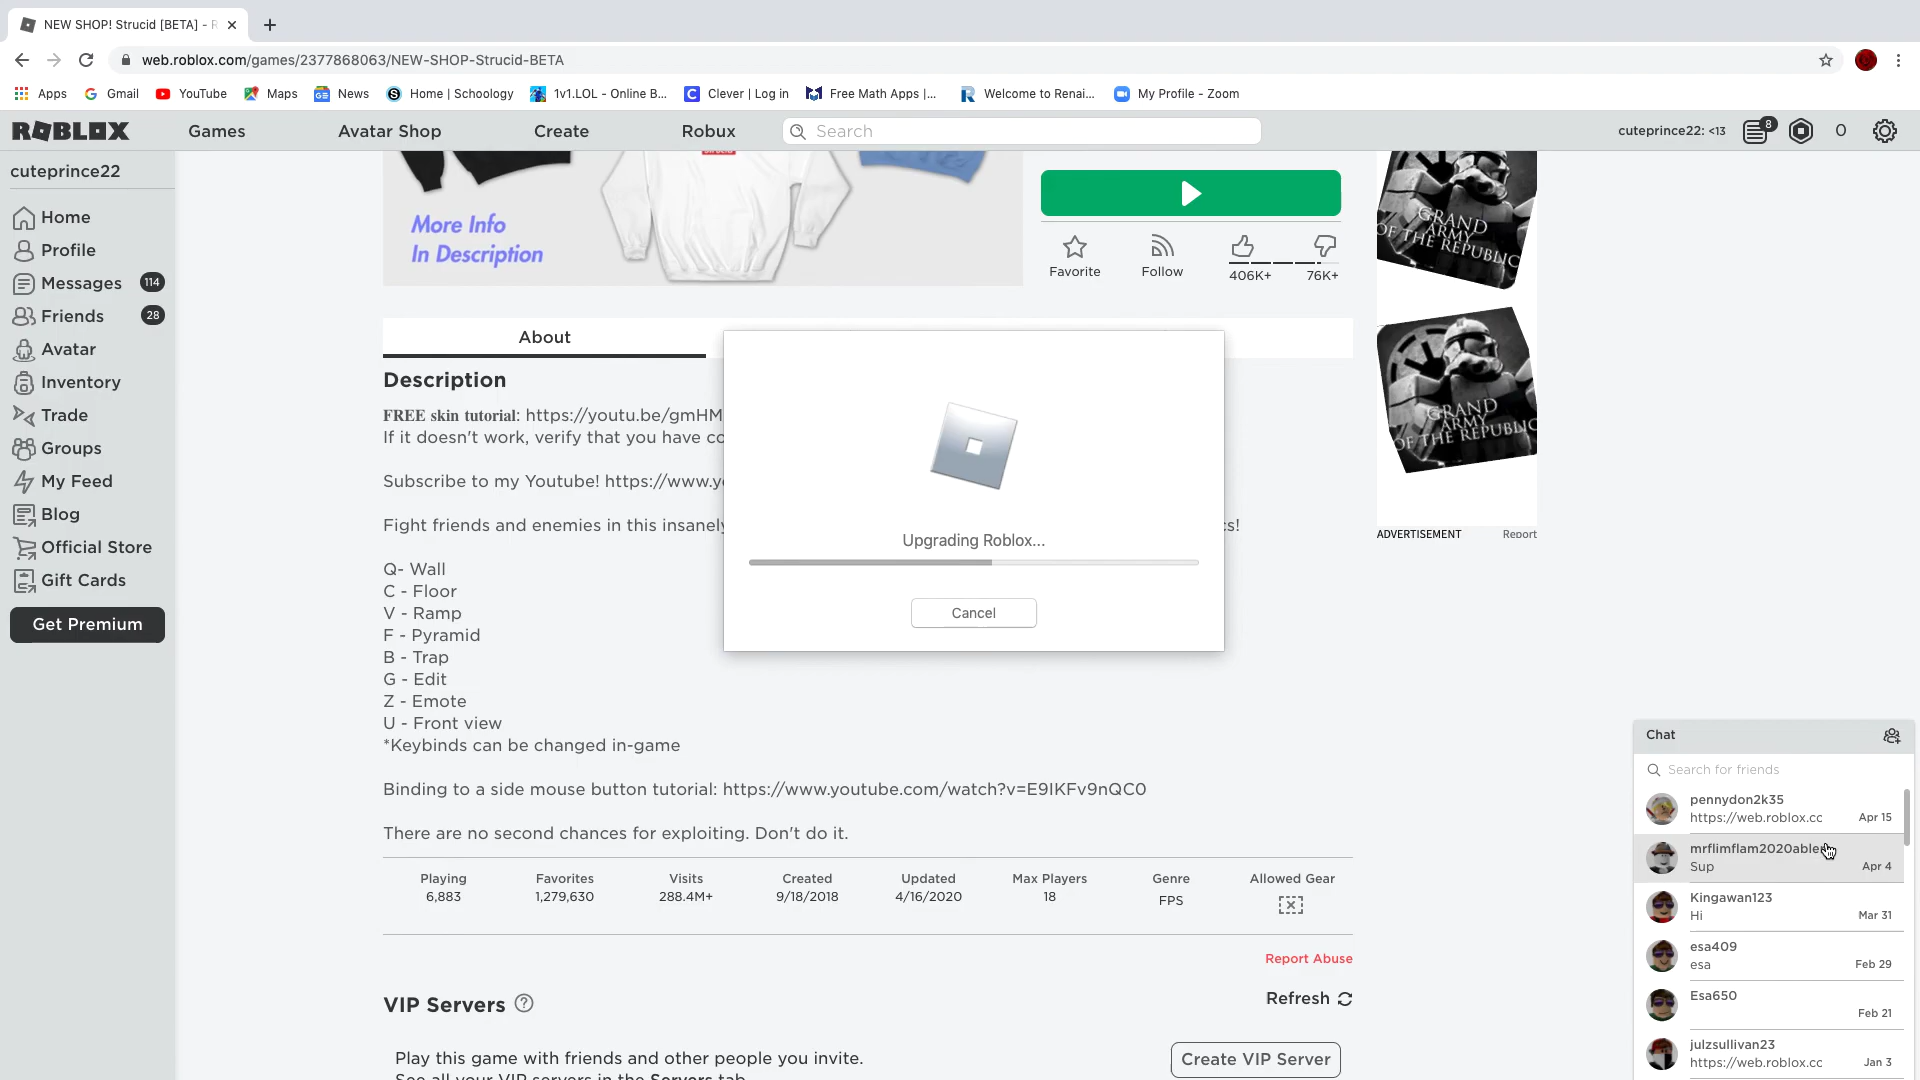 NEW SHOP! Strucid [BETA] - R
web.roblox.com/games/2377868063/NEW-SHOP-Strucid-BETA
Apps
Gmail
YouTube
Maps
News
Home | Schoology
1v1.LOL - Online B...
Clever | Log in
Free Math Apps |...
Welcome to Renai...
My Profile - Zoom
ROBLOX
Games
Avatar Shop
Create
Robux
Search
cuteprince22: <13
8
0
cuteprince22
Home
Profile
Messages 114
Friends 28
Avatar
Inventory
Trade
Groups
My Feed
Blog
Official Store
Gift Cards
Get Premium
More Info
In Description
Favorite
Follow
406K+
76K+
About
Description
FREE skin tutorial: https://youtu.be/gmHM
If it doesn't work, verify that you have co
Subscribe to my Youtube! https://www.yo
Fight friends and enemies in this insanely
cs!
Q- Wall
C - Floor
V - Ramp
F - Pyramid
B - Trap
G - Edit
Z - Emote
U - Front view
*Keybinds can be changed in-game
Binding to a side mouse button tutorial: https://www.youtube.com/watch?v=E9IKFv9nQC0
There are no second chances for exploiting. Don't do it.
Playing
6,883
Favorites
1,279,630
Visits
288.4M+
Created
9/18/2018
Updated
4/16/2020
Max Players
18
Genre
FPS
Allowed Gear
Report Abuse
VIP Servers
Refresh
Play this game with friends and other people you invite.
See all your VIP servers in the Servers tab.
Create VIP Server
Upgrading Roblox...
Cancel
GRAND
ARMY
OF THE REPUBLIC
GRAND
ARMY
OF THE REPUBLIC
ADVERTISEMENT
Report
Chat
Search for friends
pennydon2k35
https://web.roblox.cc
Apr 15
mrflimflam2020able
Sup
Apr 4
Kingawan123
Hi
Mar 31
esa409
esa
Feb 29
Esa650
Feb 21
julzsullivan23
https://web.roblox.cc
Jan 3